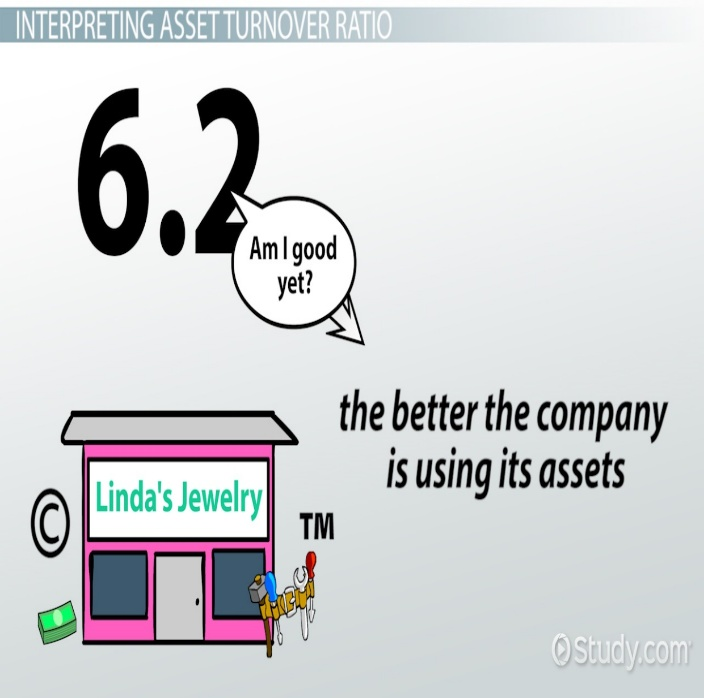 INTERPRETING ASSET TURNOVER RATIO
6.2
Am I good
yet?
the better the company
is using its assets
Linda's Jewelry
©
TM
Study.com